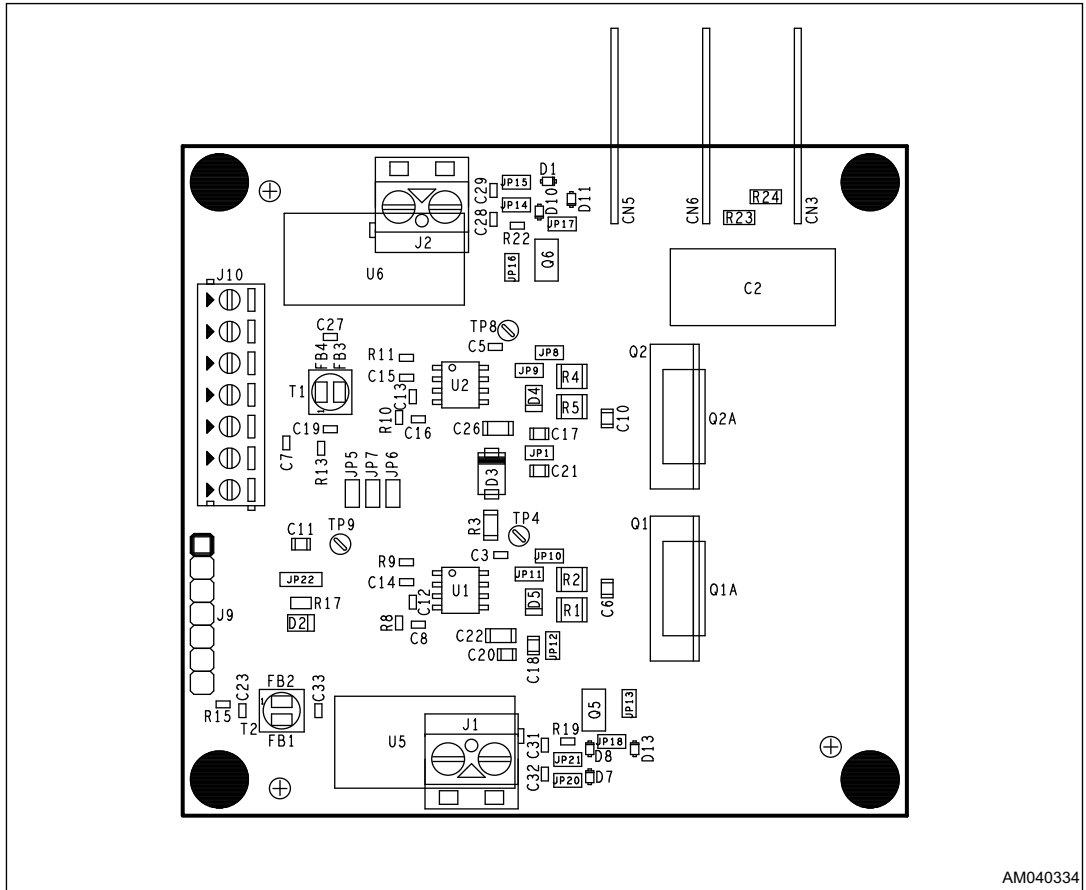 D1
JP15
C29
D11
R24
JP14
D10
CN5
CN6
CN3
R23
C28
JP17
R22
J2
Q6
JP16
U6
J10
C2
TP8
C27
C5
Q2
FB4
FB3
R11
JP8
JP9
C15
U2
R4
T1
D4
C13
1
R5
R10
C16
C10
Q2A
C19
C26
C17
C7
R13
JP1
JP5
JP7
JP6
C21
D3
TP9
R3
TP4
Q1
C11
C3
JP10
R9
JP11
JP22
C14
U1
R2
Q1A
R17
C12
D5
J9
R8
R1
C6
D2
C8
C22
JP12
C20
C18
C23
FB2
C33
1
Q5
JP13
R15
T2
J1
R19
FB1
U5
C31
JP18
D8
D13
JP21
C32
JP20
D7
AM040334